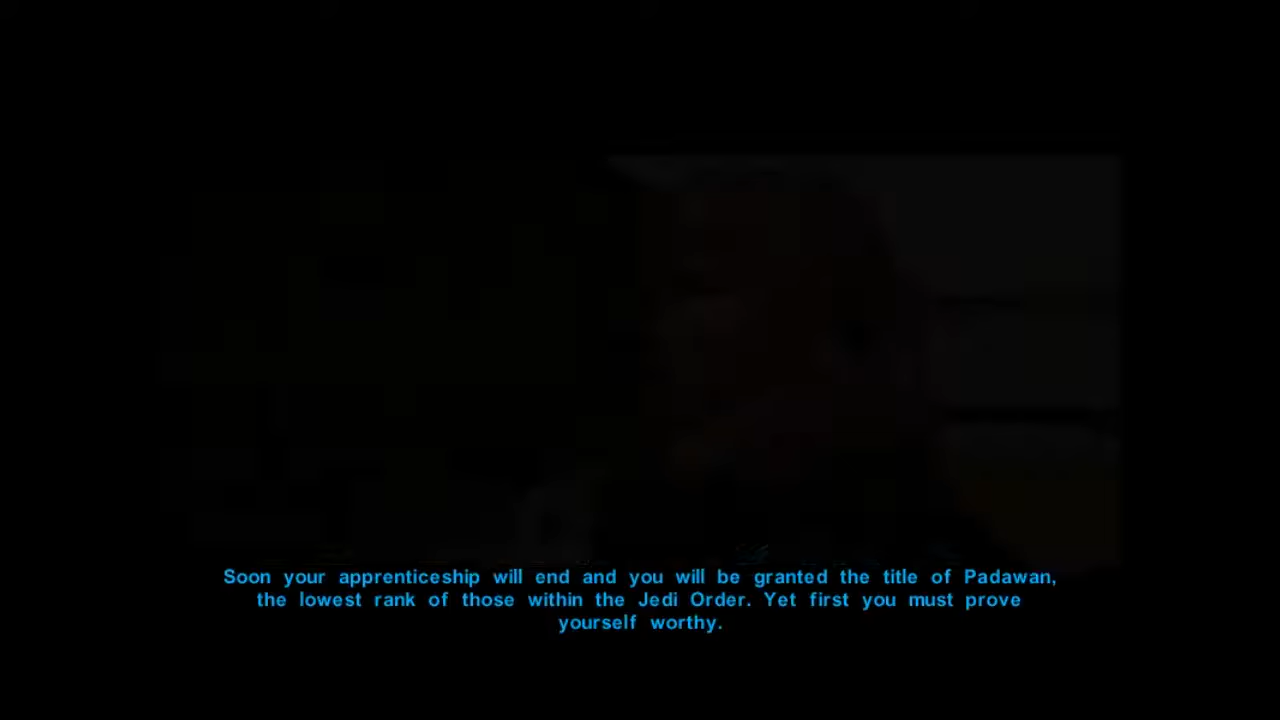 Soon your apprenticeship will end and you will be granted the title of Padawan,
the lowest rank of those within the Jedi Order. Yet first you must prove
yourself worthy.